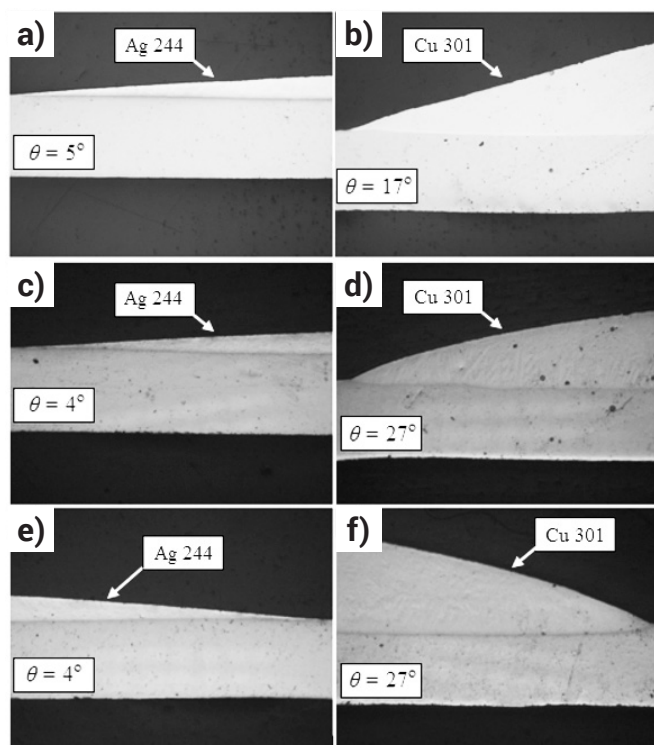 a)
Ag 244
θ = 5°
b)
Cu 301
θ = 17°
c)
Ag 244
θ = 4°
d)
Cu 301
θ = 27°
e)
Ag 244
θ = 4°
f)
Cu 301
θ = 27°